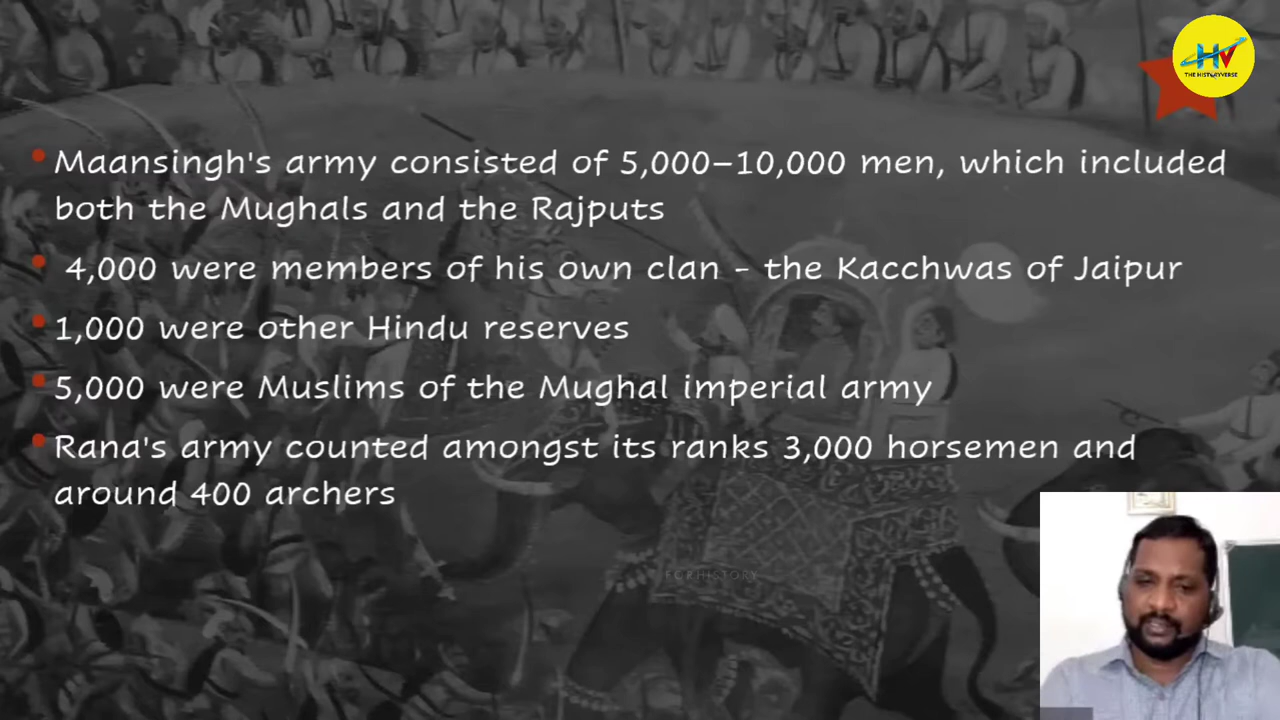 HV
THE HISTORYVERSE
Maansingh's army consisted of 5,000–10,000 men, which included
both the Mughals and the Rajputs
4,000 were members of his own clan - the Kacchwas of Jaipur
1,000 were other Hindu reserves
5,000 were Muslims of the Mughal imperial army
Rana's army counted amongst its ranks 3,000 horsemen and
around 400 archers